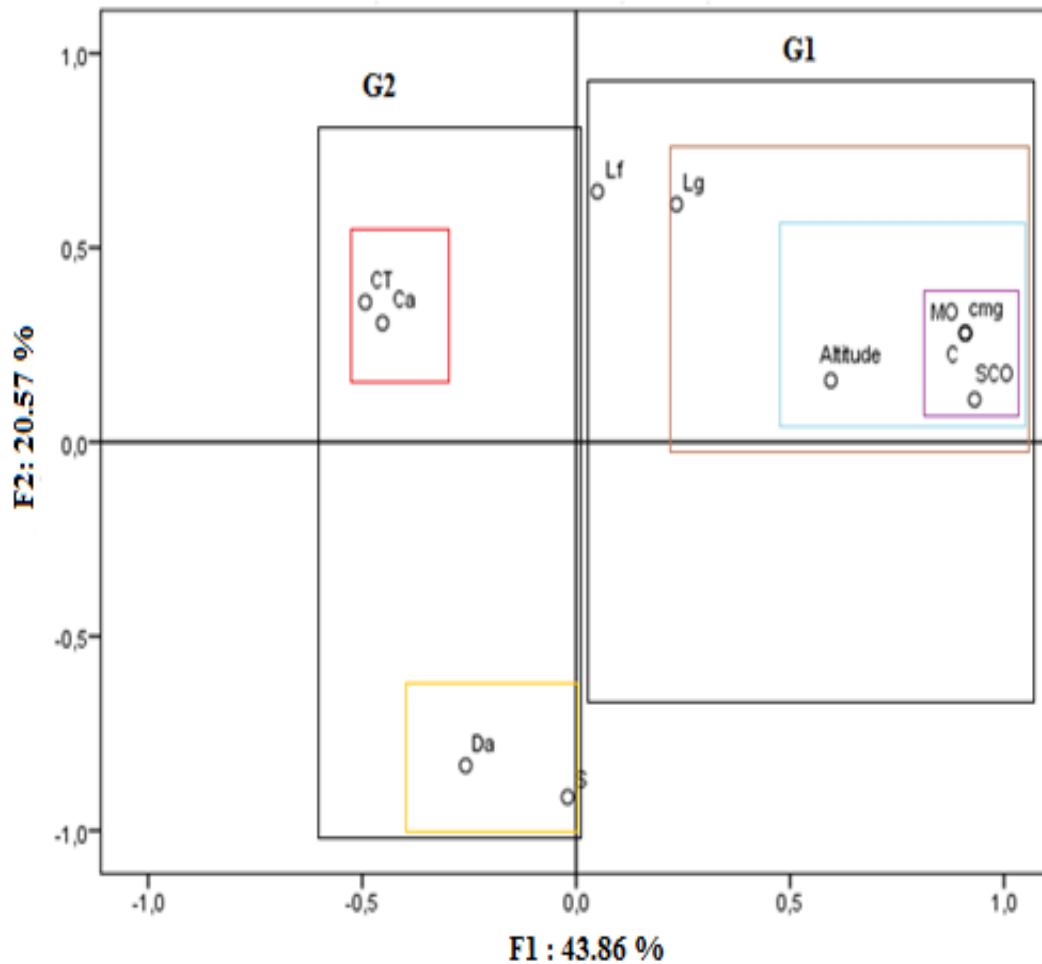 G1
G2
1,0
Lf
Lg
0,5
CT
Ca
MO cmg
Altitude
C
SCO
0,0
F2: 20.57 %
-0,5
Da
S
-1,0
-1,0 -0,5 0,0 0,5 1,0
F1 : 43.86 %